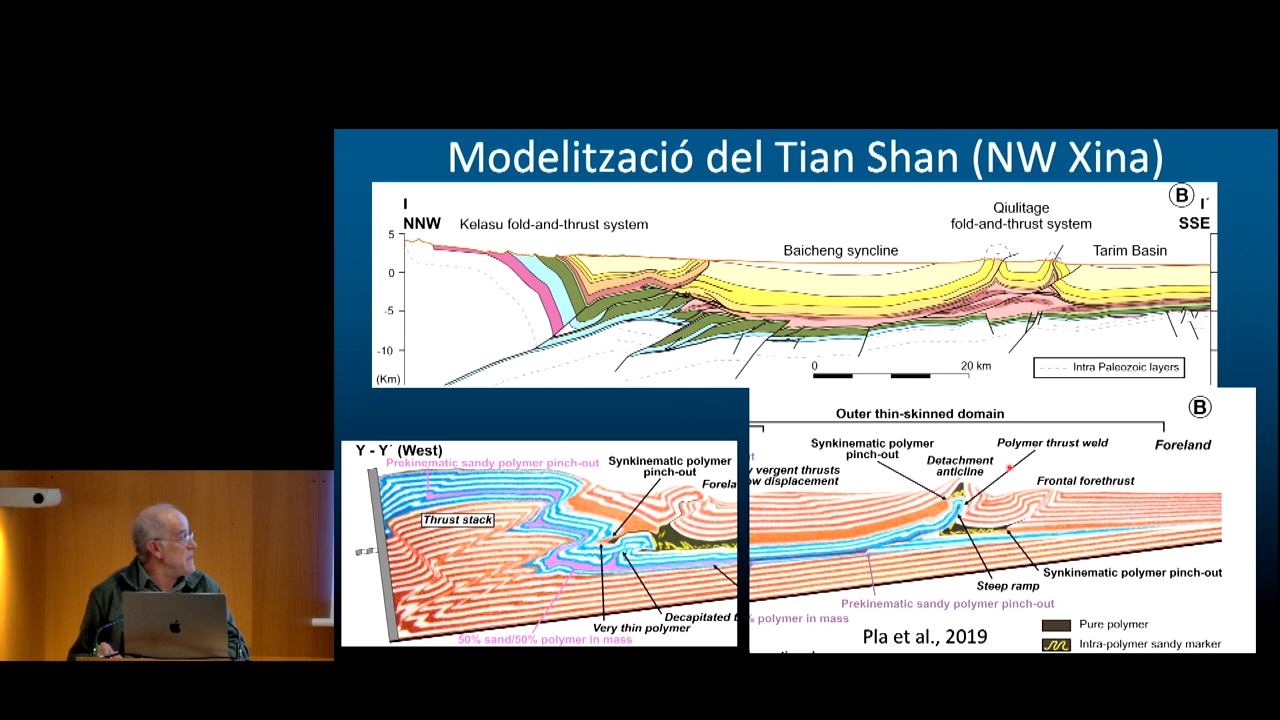 Modelització del Tian Shan (NW Xina)
B
I
I´
NNW
Kelasu fold-and-thrust system
Qiulitage
fold-and-thrust system
SSE
Baicheng syncline
Tarim Basin
5
0
-5
-10
(Km)
0
20 km
Intra Paleozoic layers
Y - Y´ (West)
Prekinematic sandy polymer pinch-out
Synkinematic polymer
pinch-out
Forela
Thrust stack
Decapitated t
Very thin polymer
50% sand/50% polymer in mass
B
Outer thin-skinned domain
Synkinematic polymer
pinch-out
Polymer thrust weld
Foreland
Detachment
anticline
vergent thrusts
ow displacement
Frontal forethrust
Steep ramp
Synkinematic polymer pinch-out
Prekinematic sandy polymer pinch-out
% polymer in mass
Pla et al., 2019
Pure polymer
Intra-polymer sandy marker